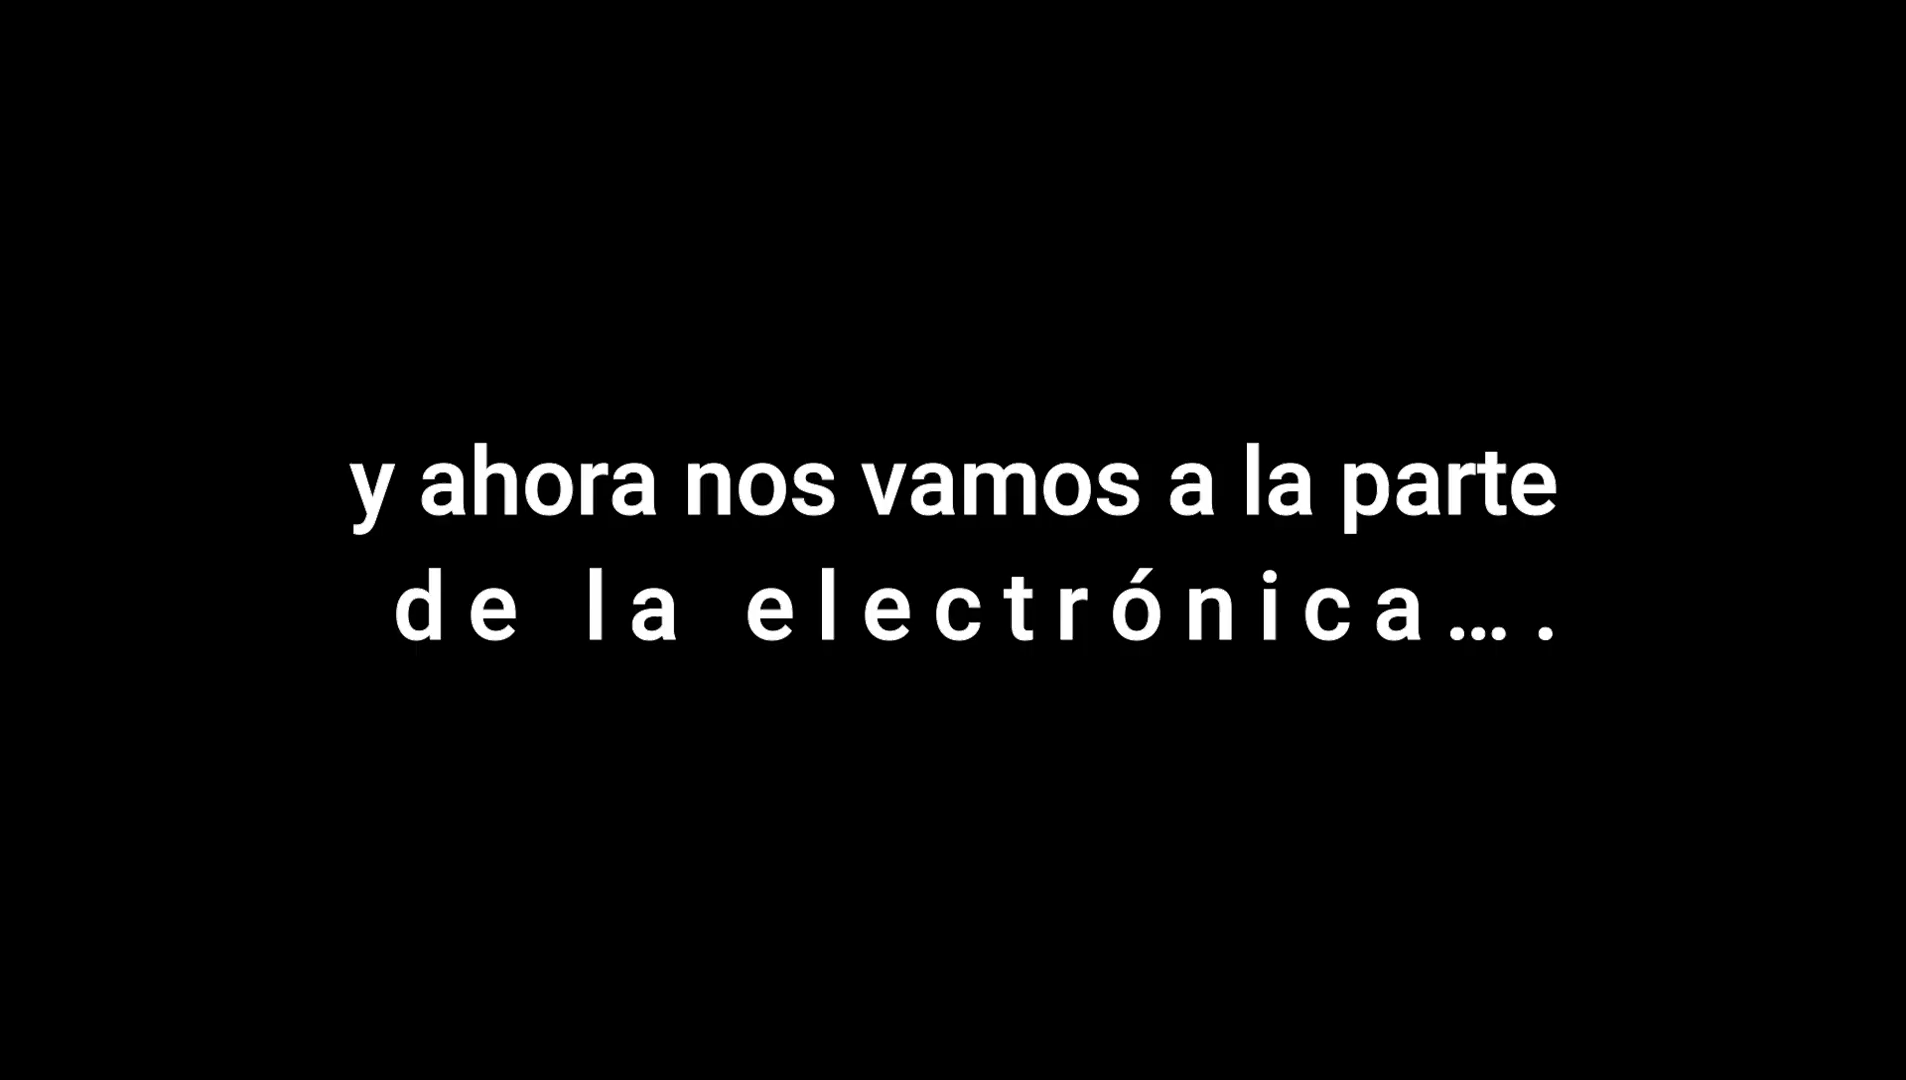 y ahora nos vamos a la parte
de la electrónica….